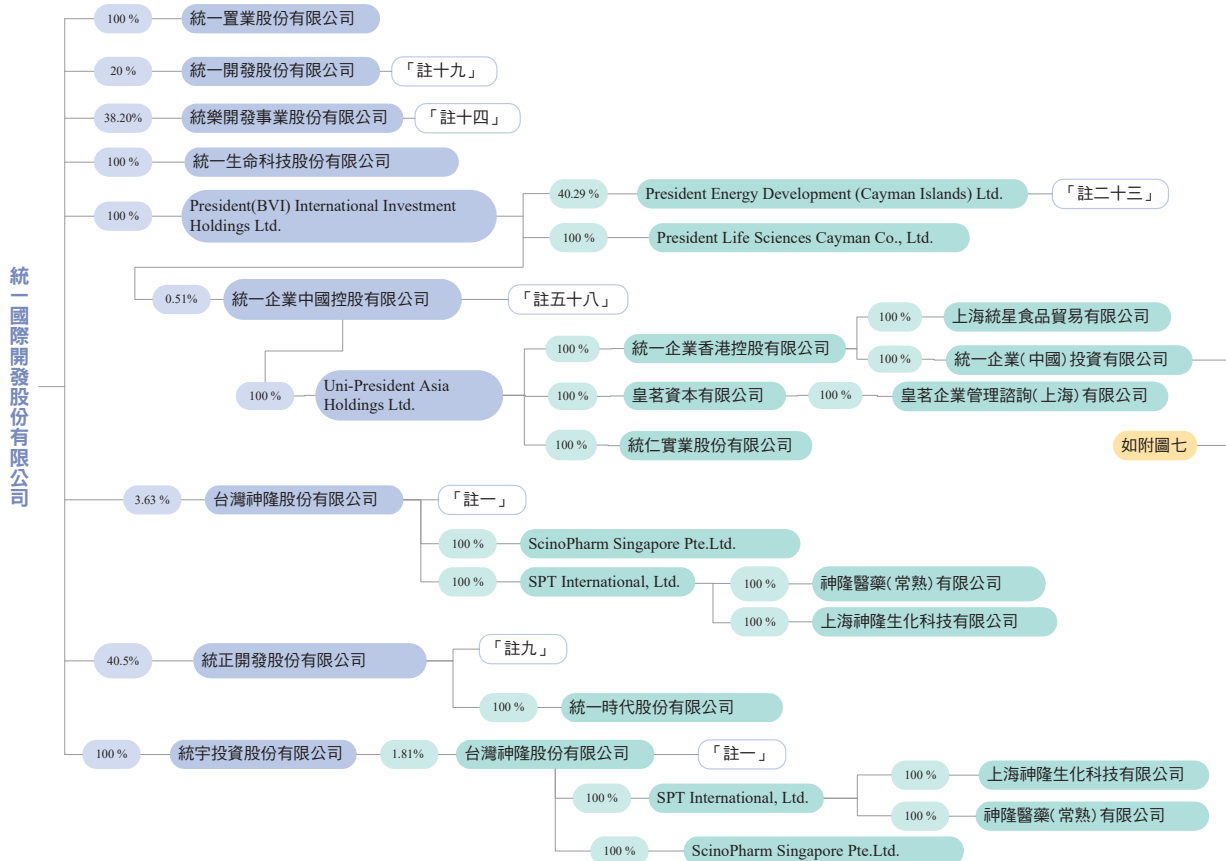 統一國際開發股份有限公司
100 %
統一置業股份有限公司
20 %
統一開發股份有限公司
「註十九」
38.20%
統樂開發事業股份有限公司
「註十四」
100 %
統一生命科技股份有限公司
100 %
President(BVI) International Investment
Holdings Ltd.
40.29 %
President Energy Development (Cayman Islands) Ltd.
「註二十三」
100 %
President Life Sciences Cayman Co., Ltd.
0.51%
統一企業中國控股有限公司
「註五十八」
100 %
Uni-President Asia
Holdings Ltd.
100 %
統一企業香港控股有限公司
100 %
上海統星食品貿易有限公司
100 %
統一企業(中國)投資有限公司
100 %
皇茗資本有限公司
100 %
皇茗企業管理諮詢(上海)有限公司
100 %
統仁實業股份有限公司
如附圖七
3.63 %
台灣神隆股份有限公司
「註一」
100 %
ScinoPharm Singapore Pte.Ltd.
100 %
SPT International, Ltd.
100 %
神隆醫藥(常熟)有限公司
100 %
上海神隆生化科技有限公司
40.5%
統正開發股份有限公司
「註九」
100 %
統一時代股份有限公司
100 %
統宇投資股份有限公司
1.81%
台灣神隆股份有限公司
「註一」
100 %
SPT International, Ltd.
100 %
上海神隆生化科技有限公司
100 %
神隆醫藥(常熟)有限公司
100 %
ScinoPharm Singapore Pte.Ltd.